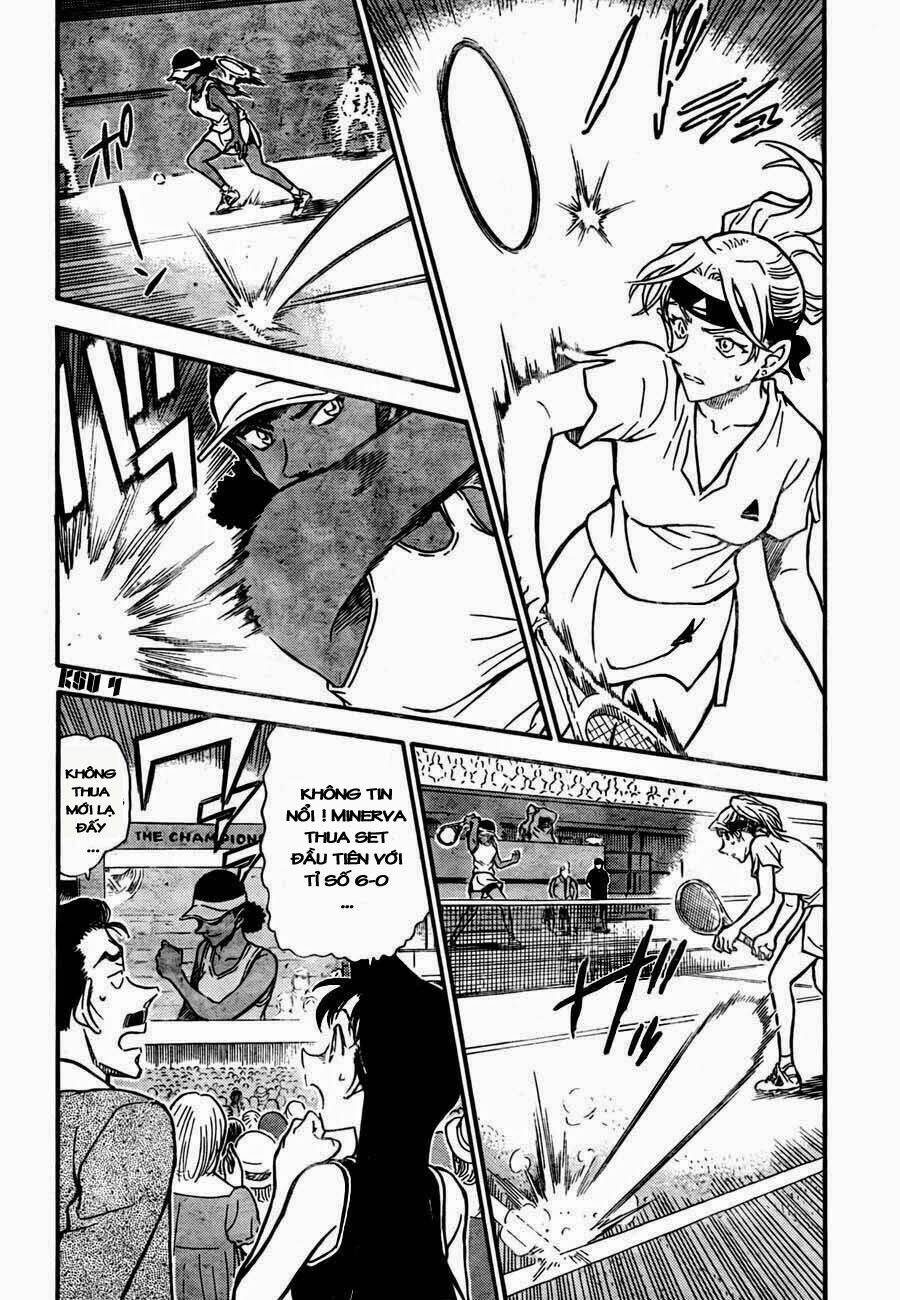 KSU 4
KHÔNG TIN
NỔI ! MINERVA
THUA SET
ĐẦU TIÊN VỚI
TỈ SỐ 6-0
...
KHÔNG
THUA
MỚI LẠ
ĐẤY
...
THE CHAMPION